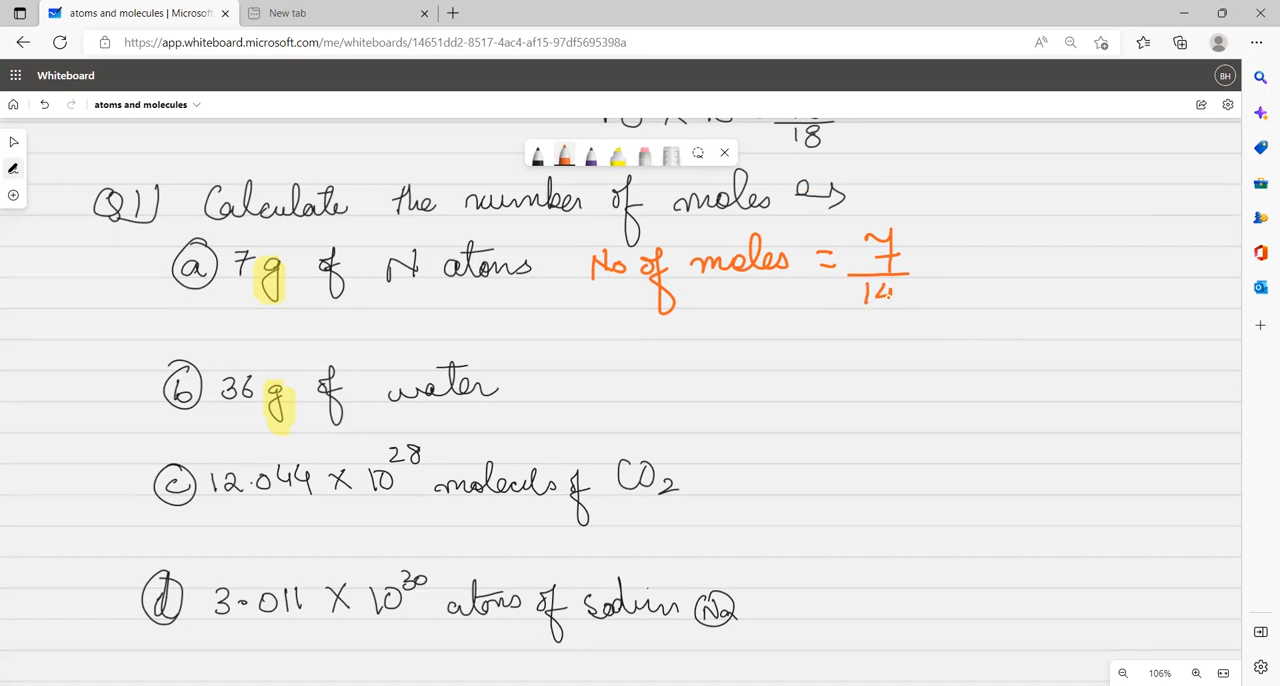 atoms and molecules | Microsoft
New tab
https://app.whiteboard.microsoft.com/me/whiteboards/14651dd2-8517-4ac4-af15-97df5695398a
Whiteboard
BH
atoms and molecules
18
Q1) Calculate the number of moles
a 7g of N atoms No of moles = 7/14
b 36g of water
c 12.044 × 10^28 molecules of CO2
d 3.011 × 10^30 atoms of sodium Na
106%